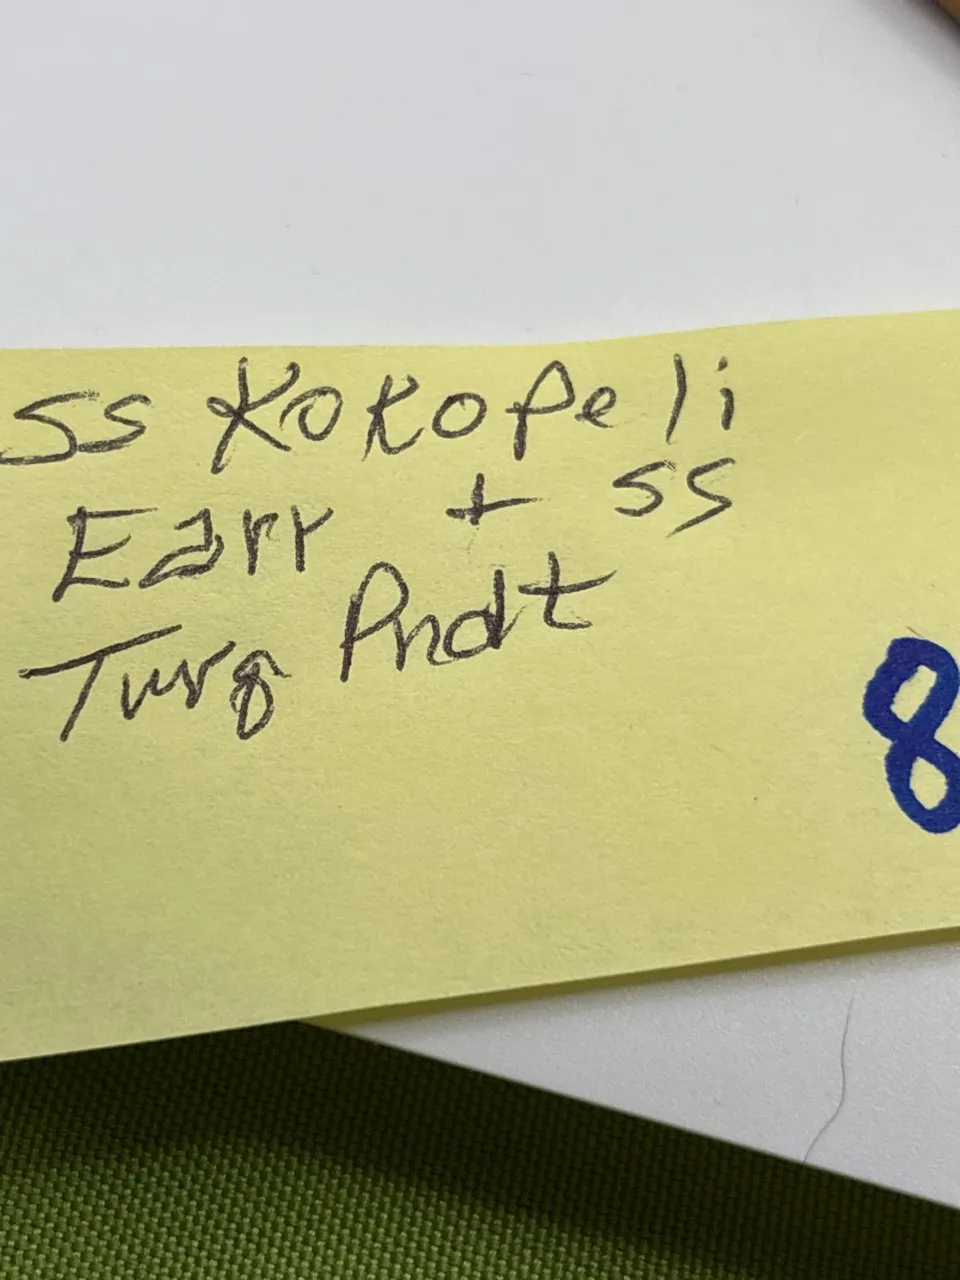 SS Kokopeli
Earr + SS
Turq Pndt
8